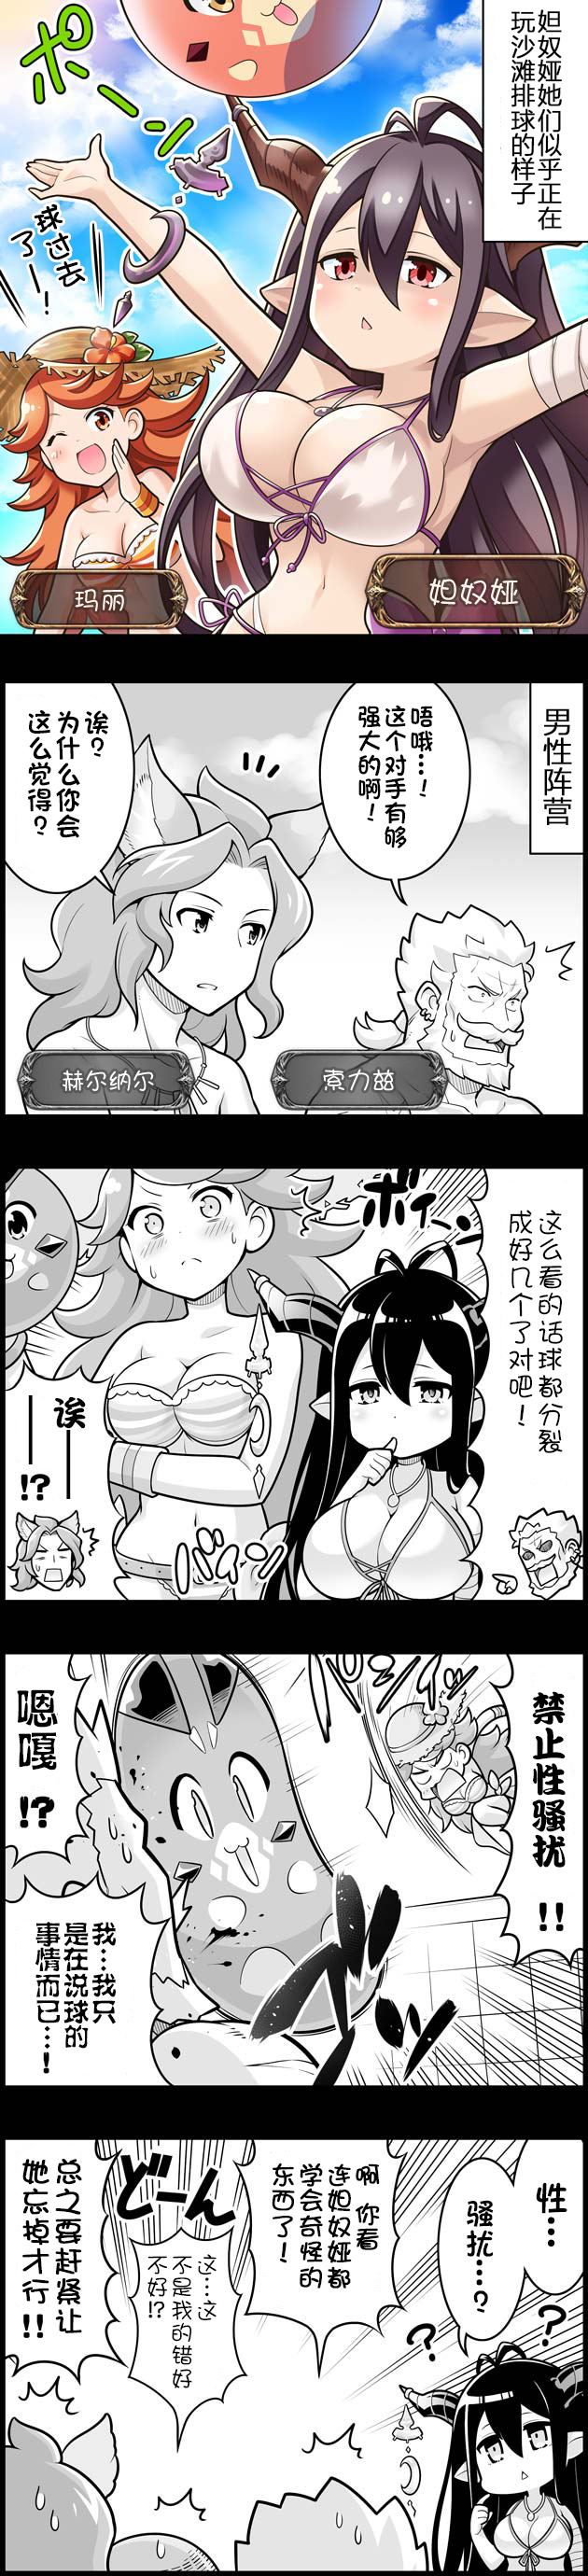 妲奴娅她们似乎正在
玩沙滩排球的样子
ポーン
球过去
了ー！
玛丽
妲奴娅
男性阵营
唔哦…！
这个对手有够
强大的啊！
诶？
为什么你会
这么觉得？
赫尔纳尔
索力兹
这么看的话球都分裂
成好几个了对吧！
ボイーン
诶——
——!?
バイーン
禁止性骚扰!!
嗯嘎!?
我…我只
是在说球的
事情而已…！
性…
骚扰…？
？
？
啊 你看
连妲奴娅都
学会奇怪的
东西了！
どーん
这…这
不是我的错好
不好!?
总之要赶紧让
她忘掉才行!!